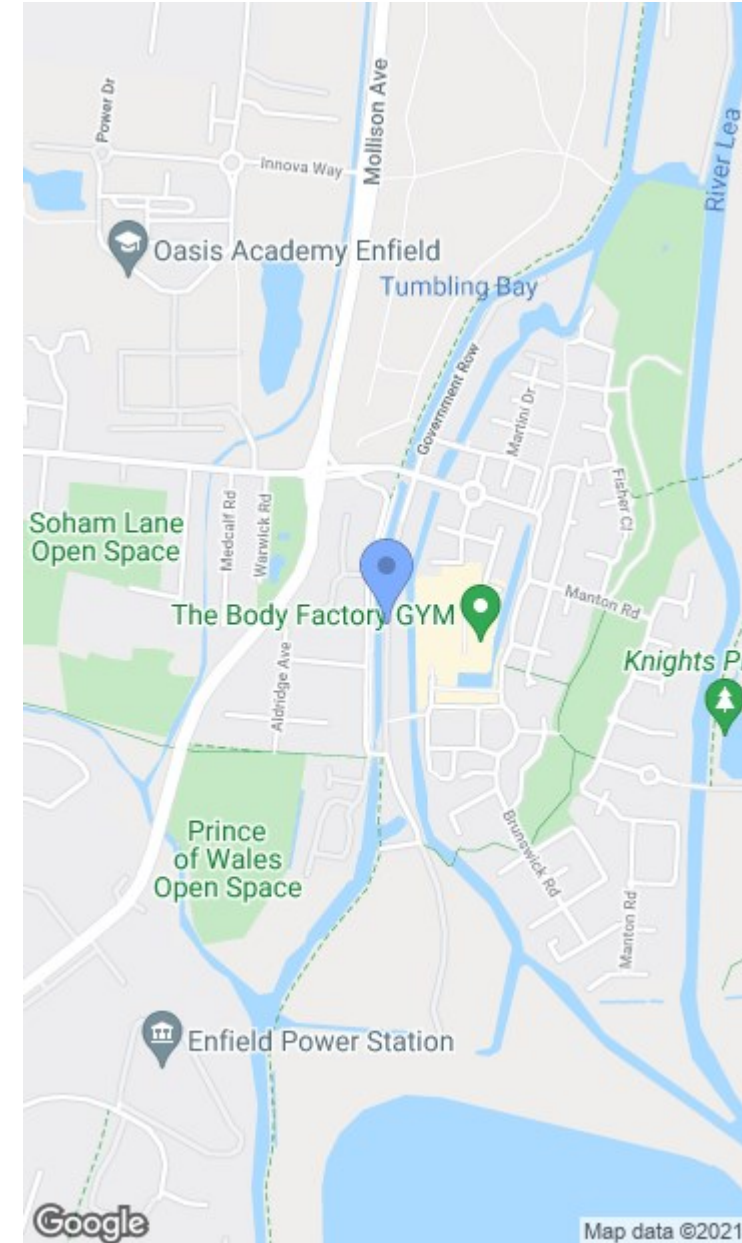 Power Dr
Mollison Ave
Innova Way
River Lea
Oasis Academy Enfield
Tumbling Bay
Government Row
Martini Dr
Fisher Cl
Soham Lane
Open Space
Medcalf Rd
Warwick Rd
Manton Rd
The Body Factory GYM
Aldridge Ave
Knights P
Prince
of Wales
Open Space
Brunswick Rd
Manton Rd
Enfield Power Station
Google
Map data ©2021